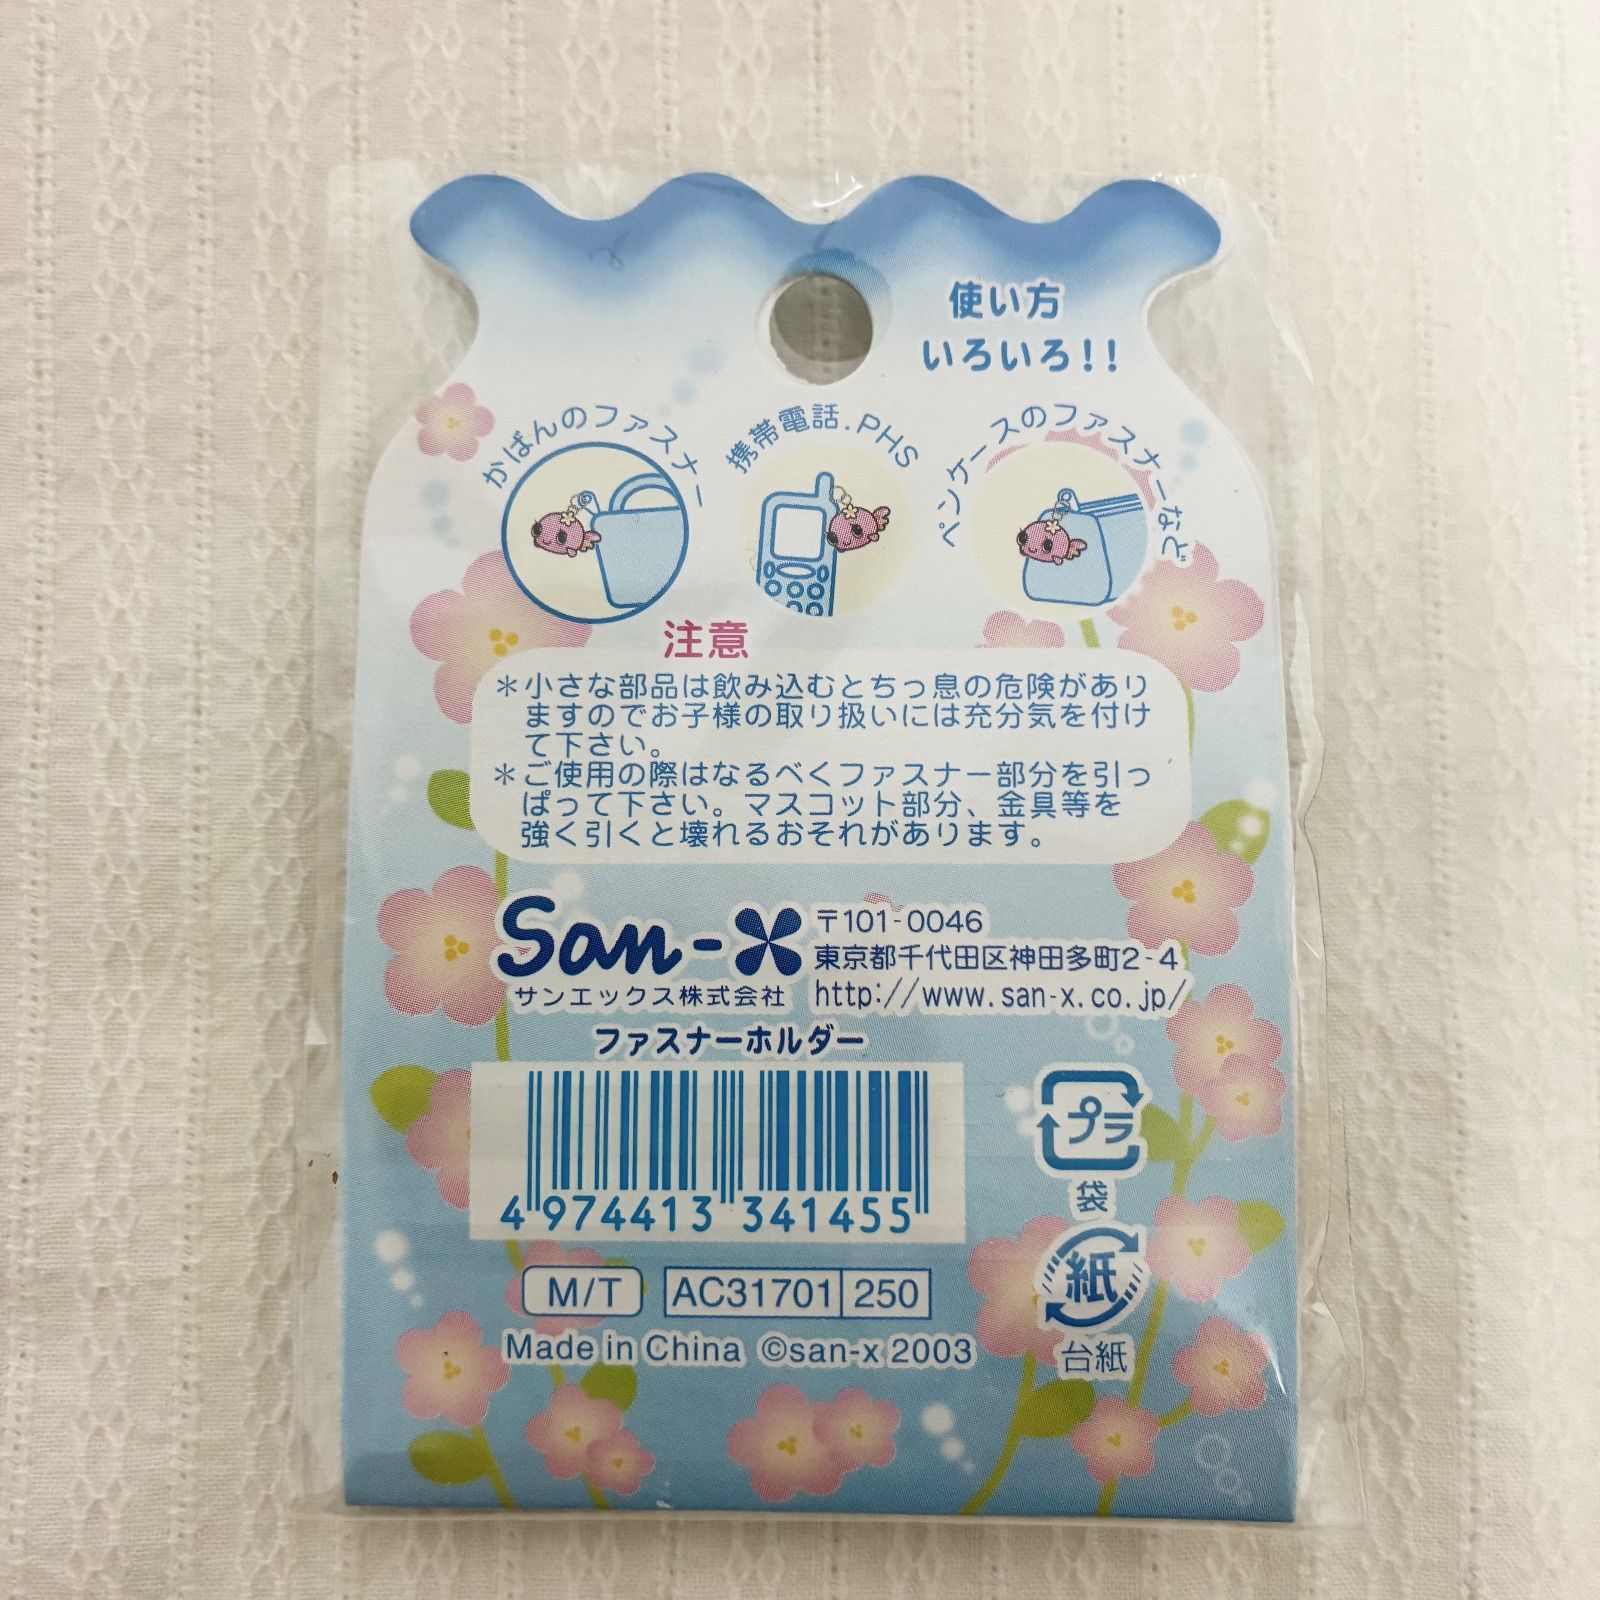 使い方
いろいろ!!
かばんのファスナー
携帯電話.PHS
ペンケースのファスナーなど
注意
＊小さな部品は飲み込むとちっ息の危険があり
ますのでお子様の取り扱いには充分気を付け
て下さい。
＊ご使用の際はなるべくファスナー部分を引っ
ぱって下さい。マスコット部分、金具等を
強く引くと壊れるおそれがあります。
San-X
サンエックス株式会社
〒101-0046
東京都千代田区神田多町2-4
http://www.san-x.co.jp/
ファスナーホルダー
4974413341455
プラ
袋
紙
台紙
M/T AC31701 250
Made in China ©san-x 2003